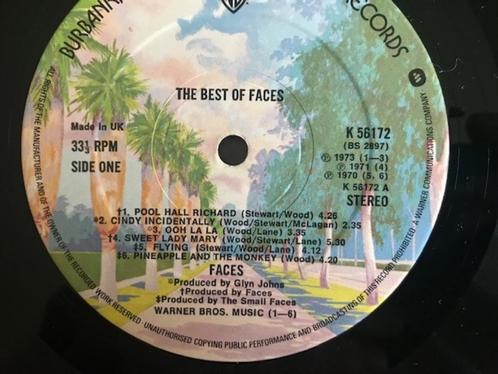 BURBANK
W
RECORDS
THE BEST OF FACES
Made in UK
33⅓ RPM
SIDE ONE
K 56172
(BS 2897)
℗ 1973 (1—3)
℗ 1971 (4)
℗ 1970 (5, 6)
K 56172 A
STEREO
†1. POOL HALL RICHARD (Stewart/Wood) 4.26
*2. CINDY INCIDENTALLY (Wood/Stewart/McLagan) 2.35
*3. OOH LA LA (Wood/Lane) 3.35
†4. SWEET LADY MARY (Wood/Stewart/Lane) 5.30
‡5. FLYING (Stewart/Wood/Lane) 4.10
‡6. PINEAPPLE AND THE MONKEY (Wood) 4.20
FACES
*Produced by Glyn Johns
†Produced by Faces
‡Produced by The Small Faces
WARNER BROS. MUSIC (1—6)
A WARNER COMMUNICATIONS COMPANY
ALL RIGHTS OF THE MANUFACTURER AND OF THE OWNER OF THE RECORDED WORK RESERVED. UNAUTHORISED COPYING PUBLIC PERFORMANCE AND BROADCASTING OF THIS RECORD PROHIBITED.